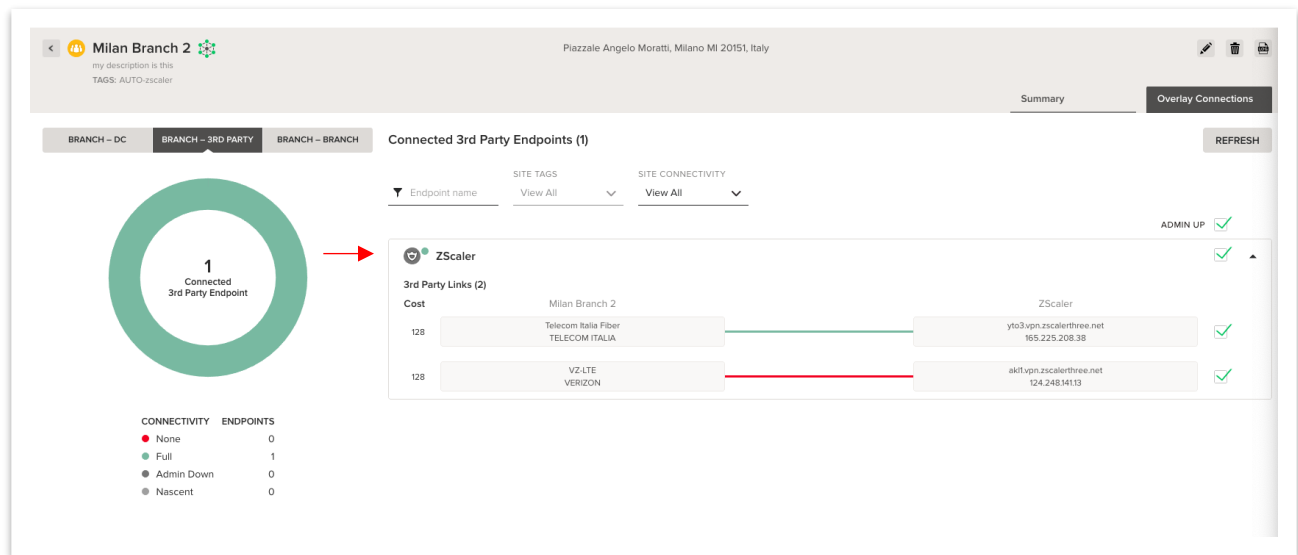 Milan Branch 2
my description is this
TAGS: AUTO-zscaler
Piazzale Angelo Moratti, Milano MI 20151, Italy
Summary
Overlay Connections
BRANCH – DC
BRANCH – 3RD PARTY
BRANCH – BRANCH
Connected 3rd Party Endpoints (1)
REFRESH
SITE TAGS
SITE CONNECTIVITY
Endpoint name
View All
View All
ADMIN UP
1
Connected
3rd Party Endpoint
ZScaler
3rd Party Links (2)
Cost
Milan Branch 2
ZScaler
128
Telecom Italia Fiber
TELECOM ITALIA
yto3.vpn.zscalerthree.net
165.225.208.38
128
VZ-LTE
VERIZON
akl1.vpn.zscalerthree.net
124.248.141.13
CONNECTIVITY ENDPOINTS
None 0
Full 1
Admin Down 0
Nascent 0